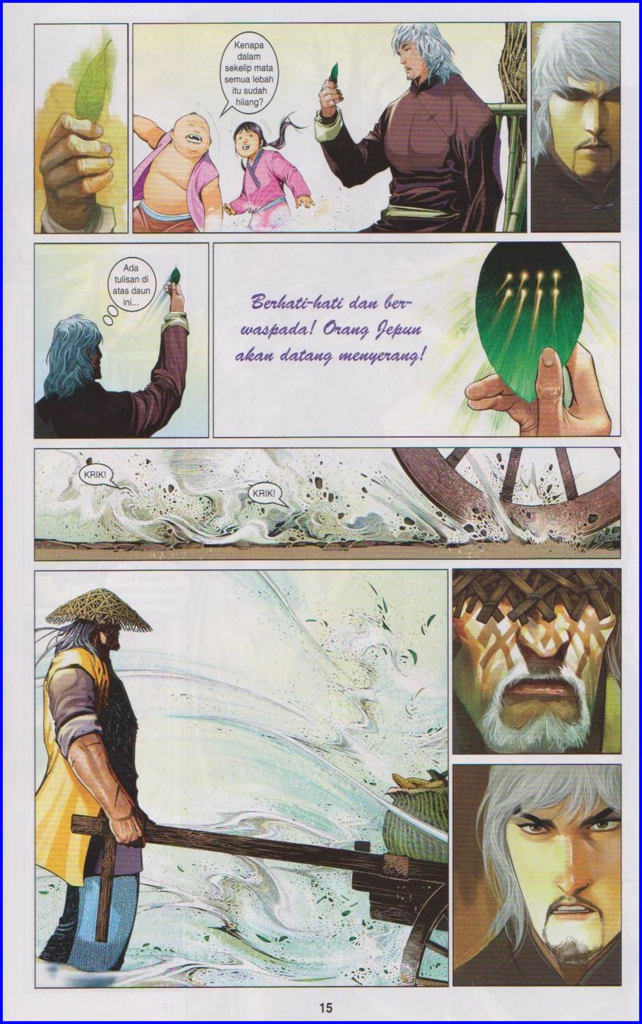 Kenapa
dalam
sekelip mata
semua lebah
itu sudah
hilang?
Ada
tulisan di
atas daun
ini...
Berhati-hati dan ber-
waspada! Orang Jepun
akan datang menyerang!
KRIK!
KRIK!
15